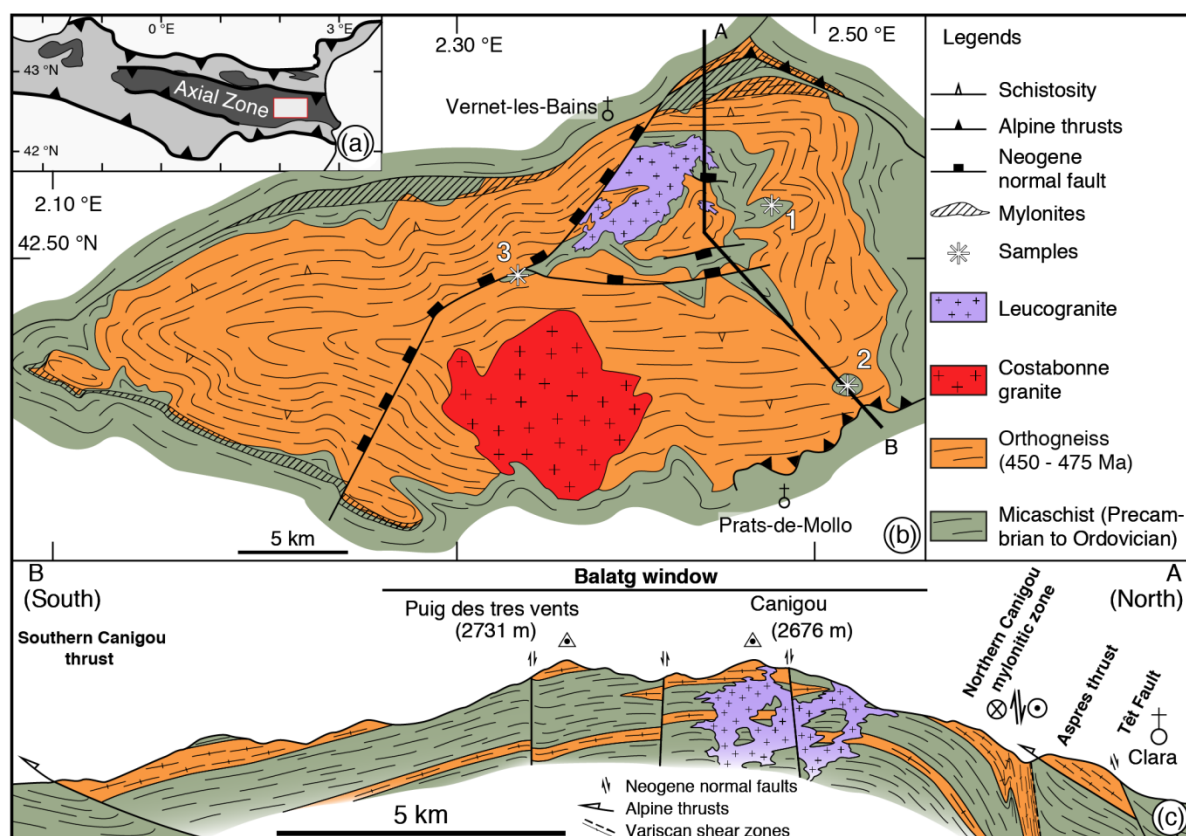 0 °E
3 °E
43 °N
42 °N
Axial Zone
(a)
2.30 °E
A
2.50 °E
Vernet-les-Bains
2.10 °E
42.50 °N
1
3
2
B
Prats-de-Mollo
5 km
(b)
Legends
Schistosity
Alpine thrusts
Neogene
normal fault
Mylonites
Samples
Leucogranite
Costabonne
granite
Orthogneiss
(450 - 475 Ma)
Micaschist (Precam-
brian to Ordovician)
B
(South)
Balatg window
A
(North)
Puig des tres vents
(2731 m)
Canigou
(2676 m)
Southern Canigou
thrust
Northern Canigou
mylonitic zone
Aspres thrust
Têt Fault
Clara
5 km
Neogene normal faults
Alpine thrusts
Variscan shear zones
(c)